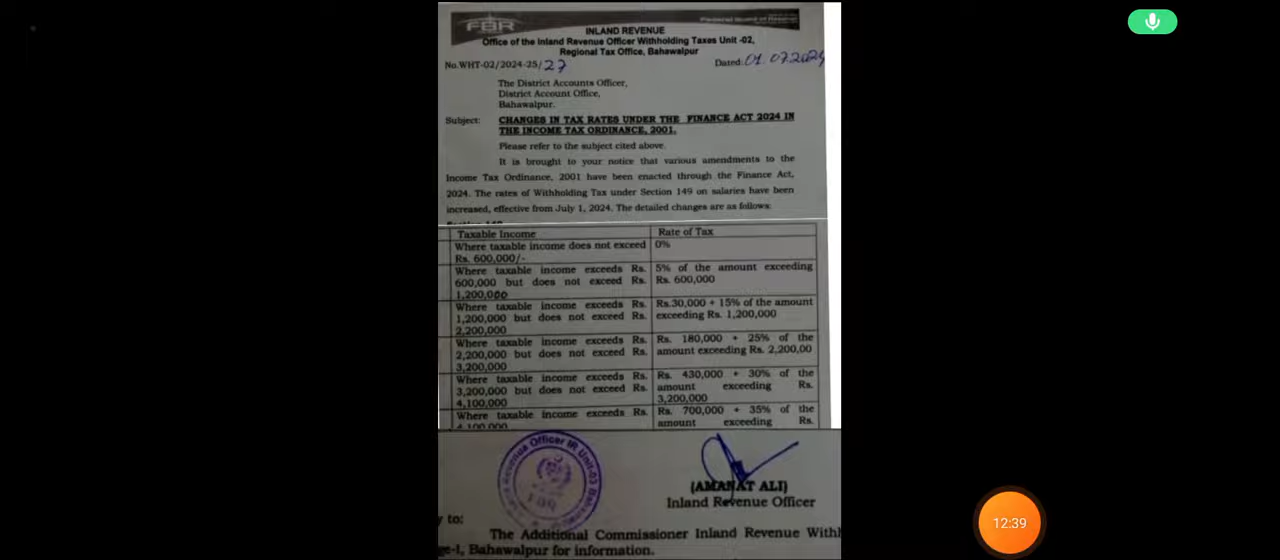 FBR
Federal Board of Revenue
INLAND REVENUE
Office of the Inland Revenue Officer Withholding Taxes Unit -02,
Regional Tax Office, Bahawalpur
No.WHT-02/2024-25/27
Dated: 01.07.2024
The District Accounts Officer,
District Account Office,
Bahawalpur.
Subject: CHANGES IN TAX RATES UNDER THE FINANCE ACT 2024 IN
THE INCOME TAX ORDINANCE, 2001.
Please refer to the subject cited above.
It is brought to your notice that various amendments to the
Income Tax Ordinance, 2001 have been enacted through the Finance Act,
2024. The rates of Withholding Tax under Section 149 on salaries have been
increased, effective from July 1, 2024. The detailed changes are as follows:
Taxable Income
Rate of Tax
Where taxable income does not exceed
Rs. 600,000/-
0%
Where taxable income exceeds Rs.
600,000 but does not exceed Rs.
1,200,000
5% of the amount exceeding
Rs. 600,000
Where taxable income exceeds Rs.
1,200,000 but does not exceed Rs.
2,200,000
Rs.30,000 + 15% of the amount
exceeding Rs. 1,200,000
Where taxable income exceeds Rs.
2,200,000 but does not exceed Rs.
3,200,000
Rs. 180,000 + 25% of the
amount exceeding Rs. 2,200,00
Where taxable income exceeds Rs.
3,200,000 but does not exceed Rs.
4,100,000
Rs. 430,000 + 30% of the
amount exceeding Rs.
3,200,000
Where taxable income exceeds Rs.
4,100,000
Rs. 700,000 + 35% of the
amount exceeding Rs.
Revenue Officer IR Unit-03
(AMANAT ALI)
Inland Revenue Officer
y to:
The Additional Commissioner Inland Revenue Withh
ge-I, Bahawalpur for information.
12:39